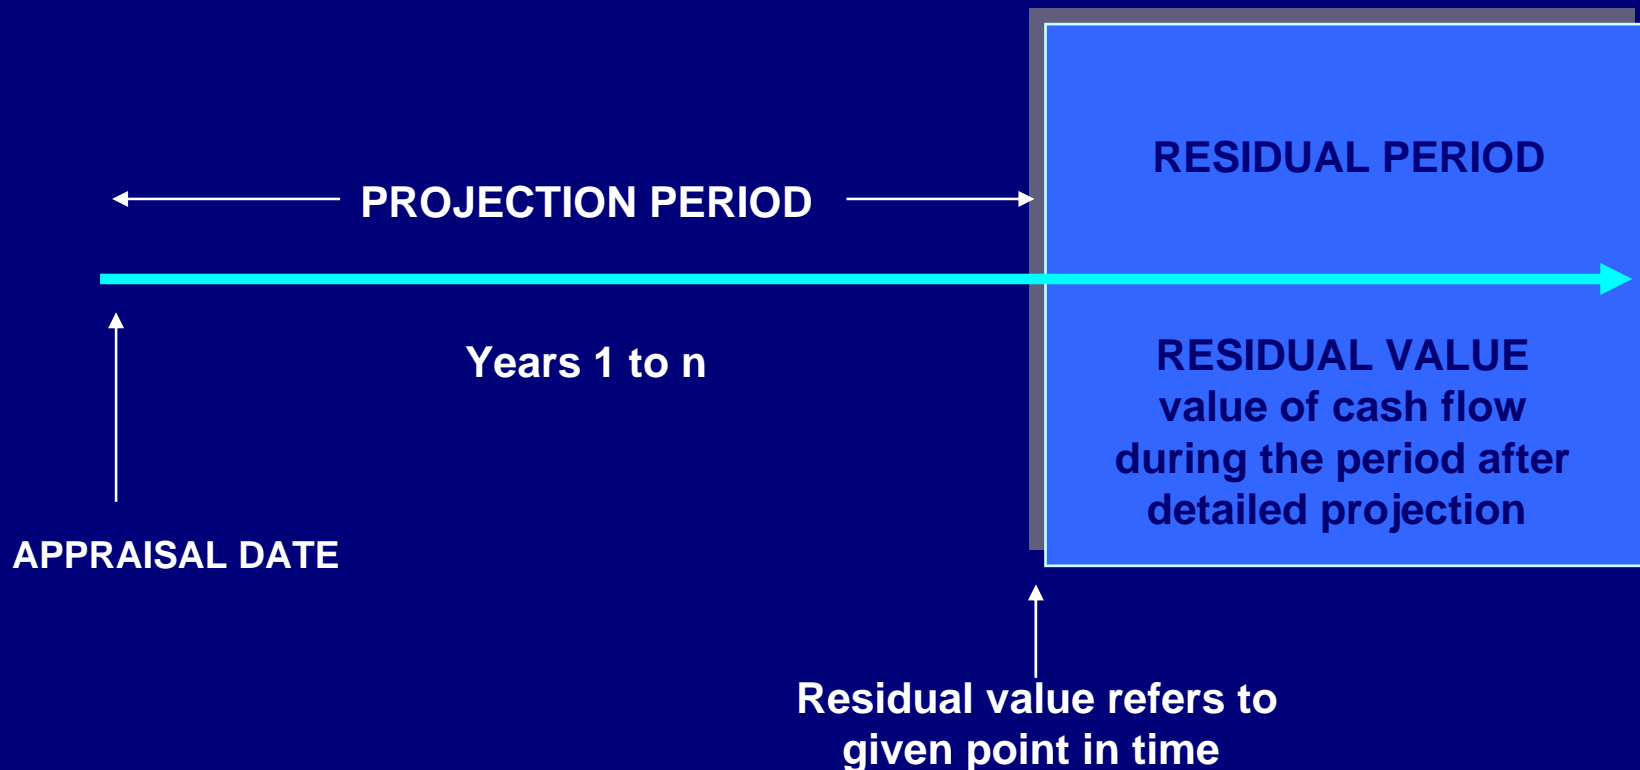 RESIDUAL PERIOD
PROJECTION PERIOD
Years 1 to n
RESIDUAL VALUE
value of cash flow
during the period after
detailed projection
APPRAISAL DATE
Residual value refers to
given point in time